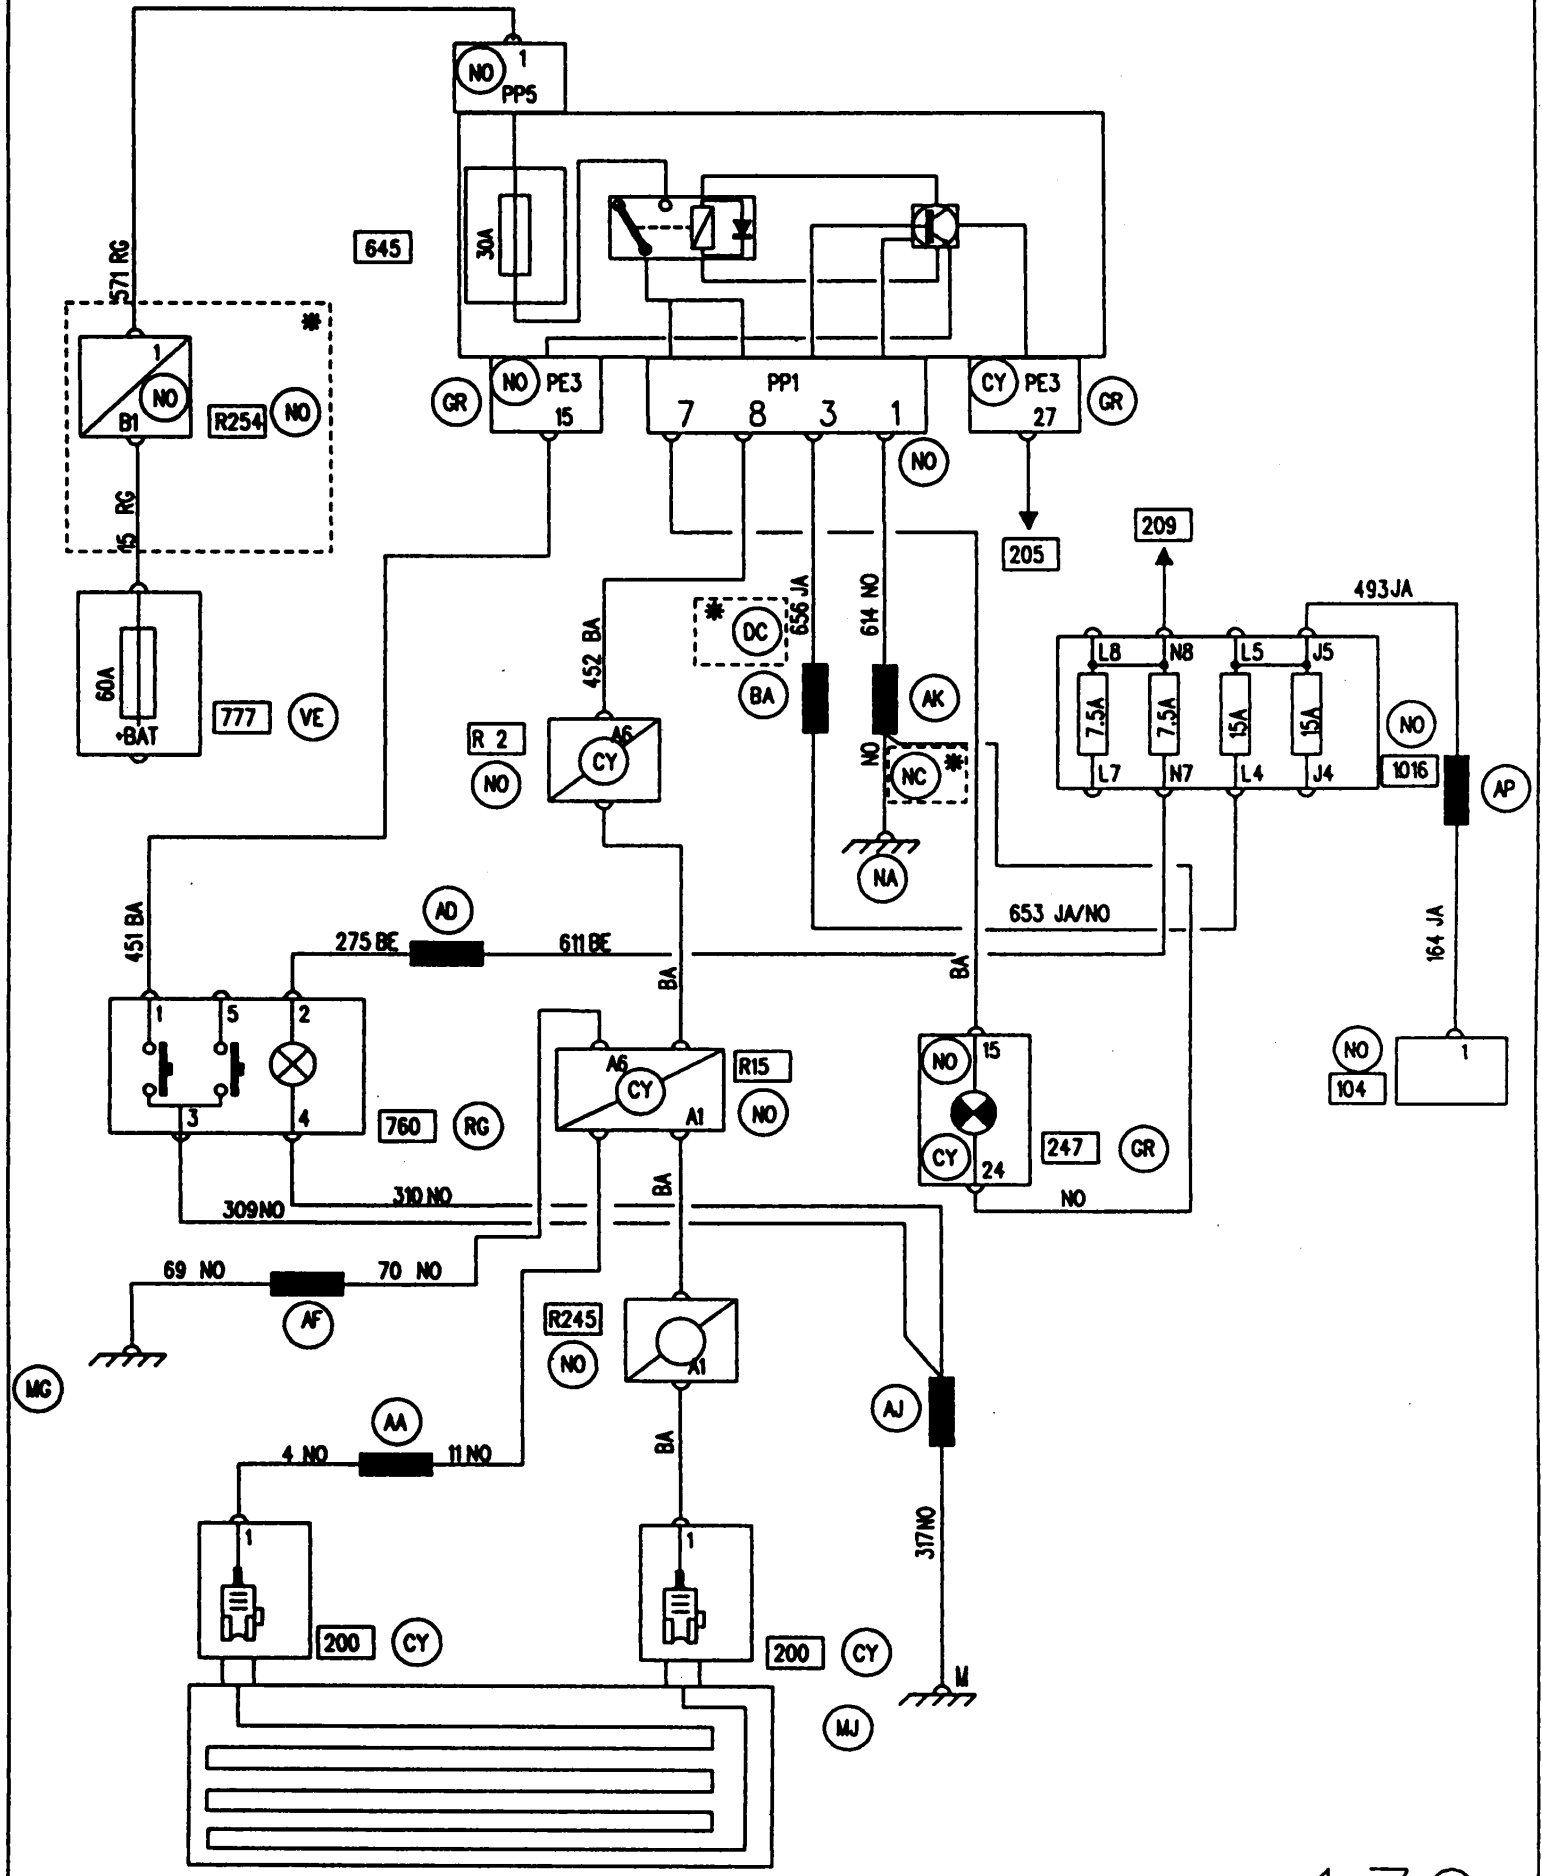 NO 1
PP5
30A
645
571 RG
*
1
NO
B1
R254 NO
15 RG
60A
+BAT
777 VE
GR NO PE3
15
PP1
7 8 3 1
NO
CY PE3
27
GR
205
209
493JA
452 BA
* DC
656 JA
614 NO
BA
AK
NO
NC *
NA
L8 N8 L5 J5
7.5A 7.5A 15A 15A
L7 N7 L4 J4
NO
1016
AP
R 2
NO
A6
CY
653 JA/NO
164 JA
451 BA
AD
275 BE 611 BE
BA
BA
1 5 2
3 4
760 RG
A6
CY
A1
R15
NO
NO 15
CY 24
247 GR
NO
NO
104
1
310 NO
309 NO
BA
69 NO 70 NO
AF
MG
R245
NO
A1
AJ
AA
4 NO 11 NO
BA
317 NO
1
200 CY
1
200 CY
M
MJ